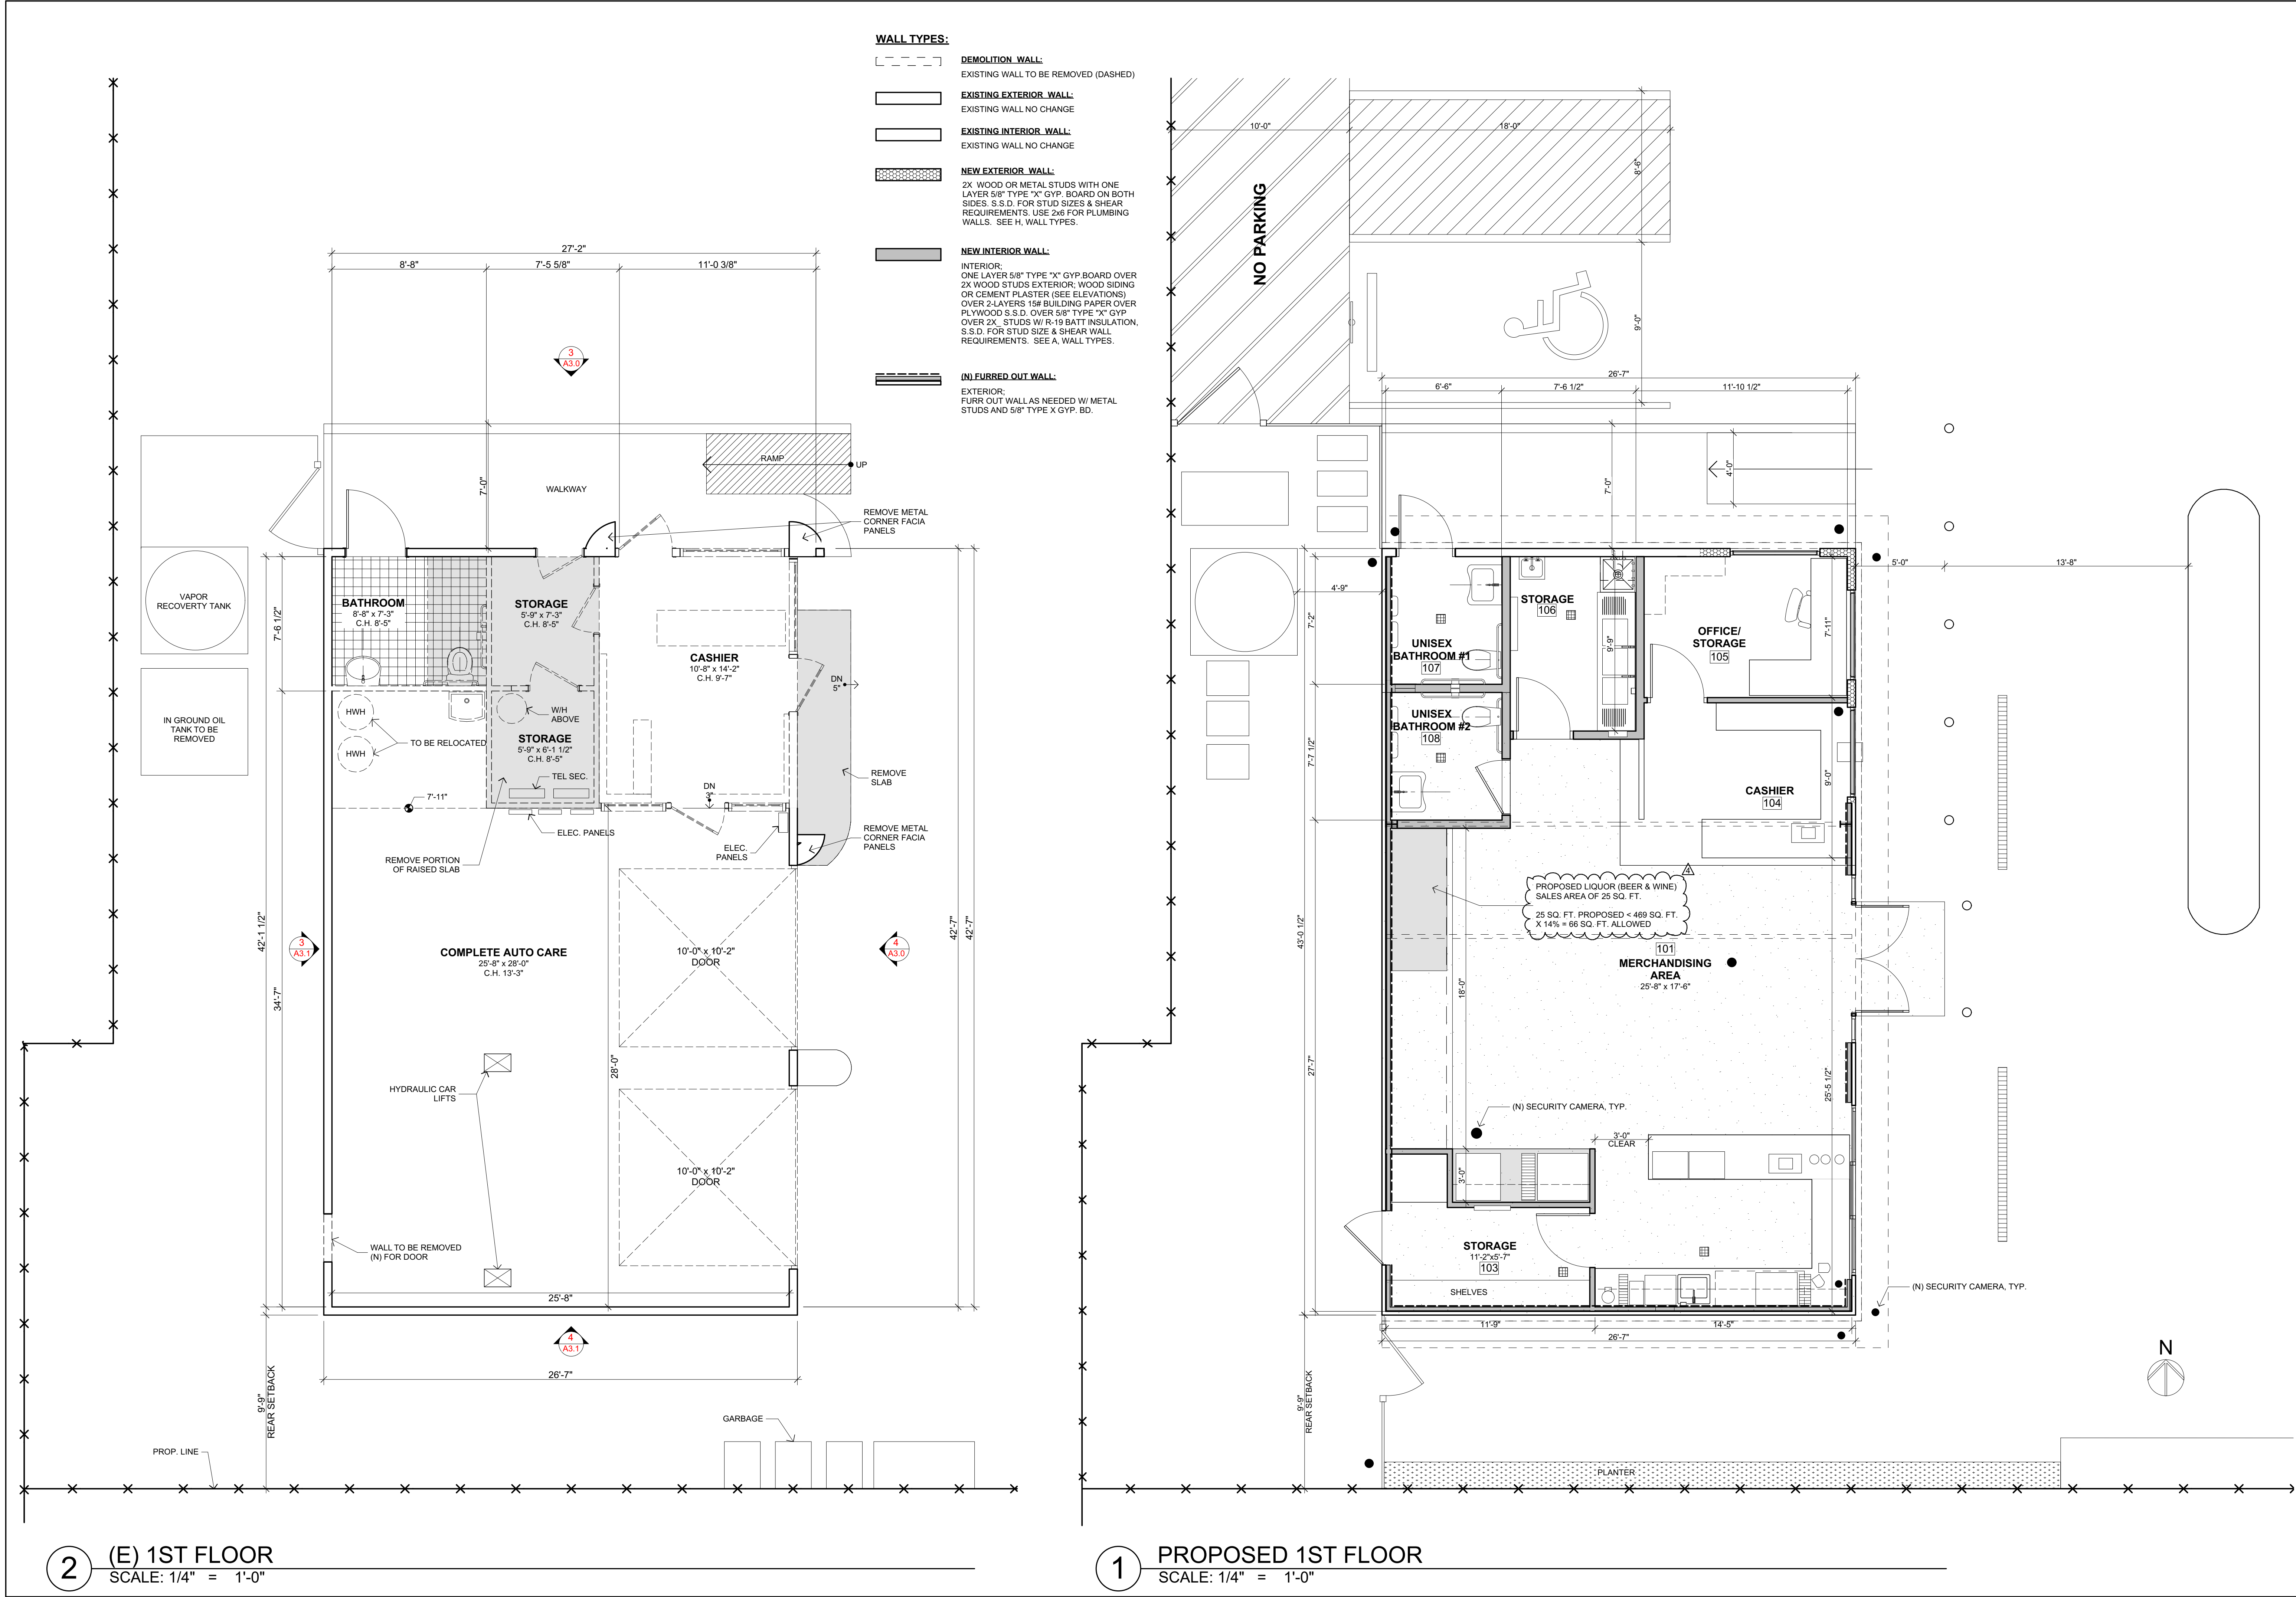 WALL TYPES:
DEMOLITION WALL:
EXISTING WALL TO BE REMOVED (DASHED)
EXISTING EXTERIOR WALL:
EXISTING WALL NO CHANGE
EXISTING INTERIOR WALL:
EXISTING WALL NO CHANGE
NEW EXTERIOR WALL:
2X WOOD OR METAL STUDS WITH ONE
LAYER 5/8" TYPE "X" GYP. BOARD ON BOTH
SIDES. S.S.D. FOR STUD SIZES & SHEAR
REQUIREMENTS. USE 2x6 FOR PLUMBING
WALLS. SEE H, WALL TYPES.
NEW INTERIOR WALL:
INTERIOR;
ONE LAYER 5/8" TYPE "X" GYP.BOARD OVER
2X WOOD STUDS EXTERIOR; WOOD SIDING
OR CEMENT PLASTER (SEE ELEVATIONS)
OVER 2-LAYERS 15# BUILDING PAPER OVER
PLYWOOD S.S.D. OVER 5/8" TYPE "X" GYP
OVER 2X_ STUDS W/ R-19 BATT INSULATION,
S.S.D. FOR STUD SIZE & SHEAR WALL
REQUIREMENTS. SEE A, WALL TYPES.
(N) FURRED OUT WALL:
EXTERIOR;
FURR OUT WALL AS NEEDED W/ METAL
STUDS AND 5/8" TYPE X GYP. BD.
27'-2"
8'-8"
7'-5 5/8"
11'-0 3/8"
3
A3.0
RAMP
UP
7'-0"
WALKWAY
REMOVE METAL
CORNER FACIA
PANELS
VAPOR
RECOVERTY TANK
7'-6 1/2"
BATHROOM
8'-8" x 7'-3"
C.H. 8'-5"
STORAGE
5'-9" x 7'-3"
C.H. 8'-5"
CASHIER
10'-8" x 14'-2"
C.H. 9'-7"
DN
5"
IN GROUND OIL
TANK TO BE
REMOVED
HWH
HWH
TO BE RELOCATED
W/H
ABOVE
STORAGE
5'-9" x 6'-1 1/2"
C.H. 8'-5"
TEL SEC.
DN
3"
REMOVE
SLAB
7'-11"
ELEC. PANELS
ELEC.
PANELS
REMOVE METAL
CORNER FACIA
PANELS
REMOVE PORTION
OF RAISED SLAB
42'-1 1/2"
34'-7"
3
A3.1
COMPLETE AUTO CARE
25'-8" x 28'-0"
C.H. 13'-3"
10'-0" x 10'-2"
DOOR
4
A3.0
42'-7"
42'-7"
28'-0"
HYDRAULIC CAR
LIFTS
10'-0" x 10'-2"
DOOR
WALL TO BE REMOVED
(N) FOR DOOR
25'-8"
4
A3.1
26'-7"
9'-9"
REAR SETBACK
GARBAGE
PROP. LINE
2
(E) 1ST FLOOR
SCALE: 1/4" = 1'-0"
10'-0"
18'-0"
8'-6"
NO PARKING
9'-0"
26'-7"
6'-6"
7'-6 1/2"
11'-10 1/2"
7'-0"
4'-0"
5'-0"
13'-8"
4'-9"
7'-2"
UNISEX
BATHROOM #1
107
STORAGE
106
9'-9"
OFFICE/
STORAGE
105
7'-11"
UNISEX
BATHROOM #2
108
7'-7 1/2"
CASHIER
104
9'-0"
4
PROPOSED LIQUOR (BEER & WINE)
SALES AREA OF 25 SQ. FT.
25 SQ. FT. PROPOSED < 469 SQ. FT.
X 14% = 66 SQ. FT. ALLOWED
101
MERCHANDISING
AREA
25'-8" x 17'-6"
43'-0 1/2"
18'-0"
27'-7"
25'-5 1/2"
(N) SECURITY CAMERA, TYP.
3'-0"
CLEAR
3'-0"
STORAGE
11'-2"x5'-7"
103
SHELVES
(N) SECURITY CAMERA, TYP.
11'-9"
14'-5"
26'-7"
N
9'-9"
REAR SETBACK
PLANTER
1
PROPOSED 1ST FLOOR
SCALE: 1/4" = 1'-0"